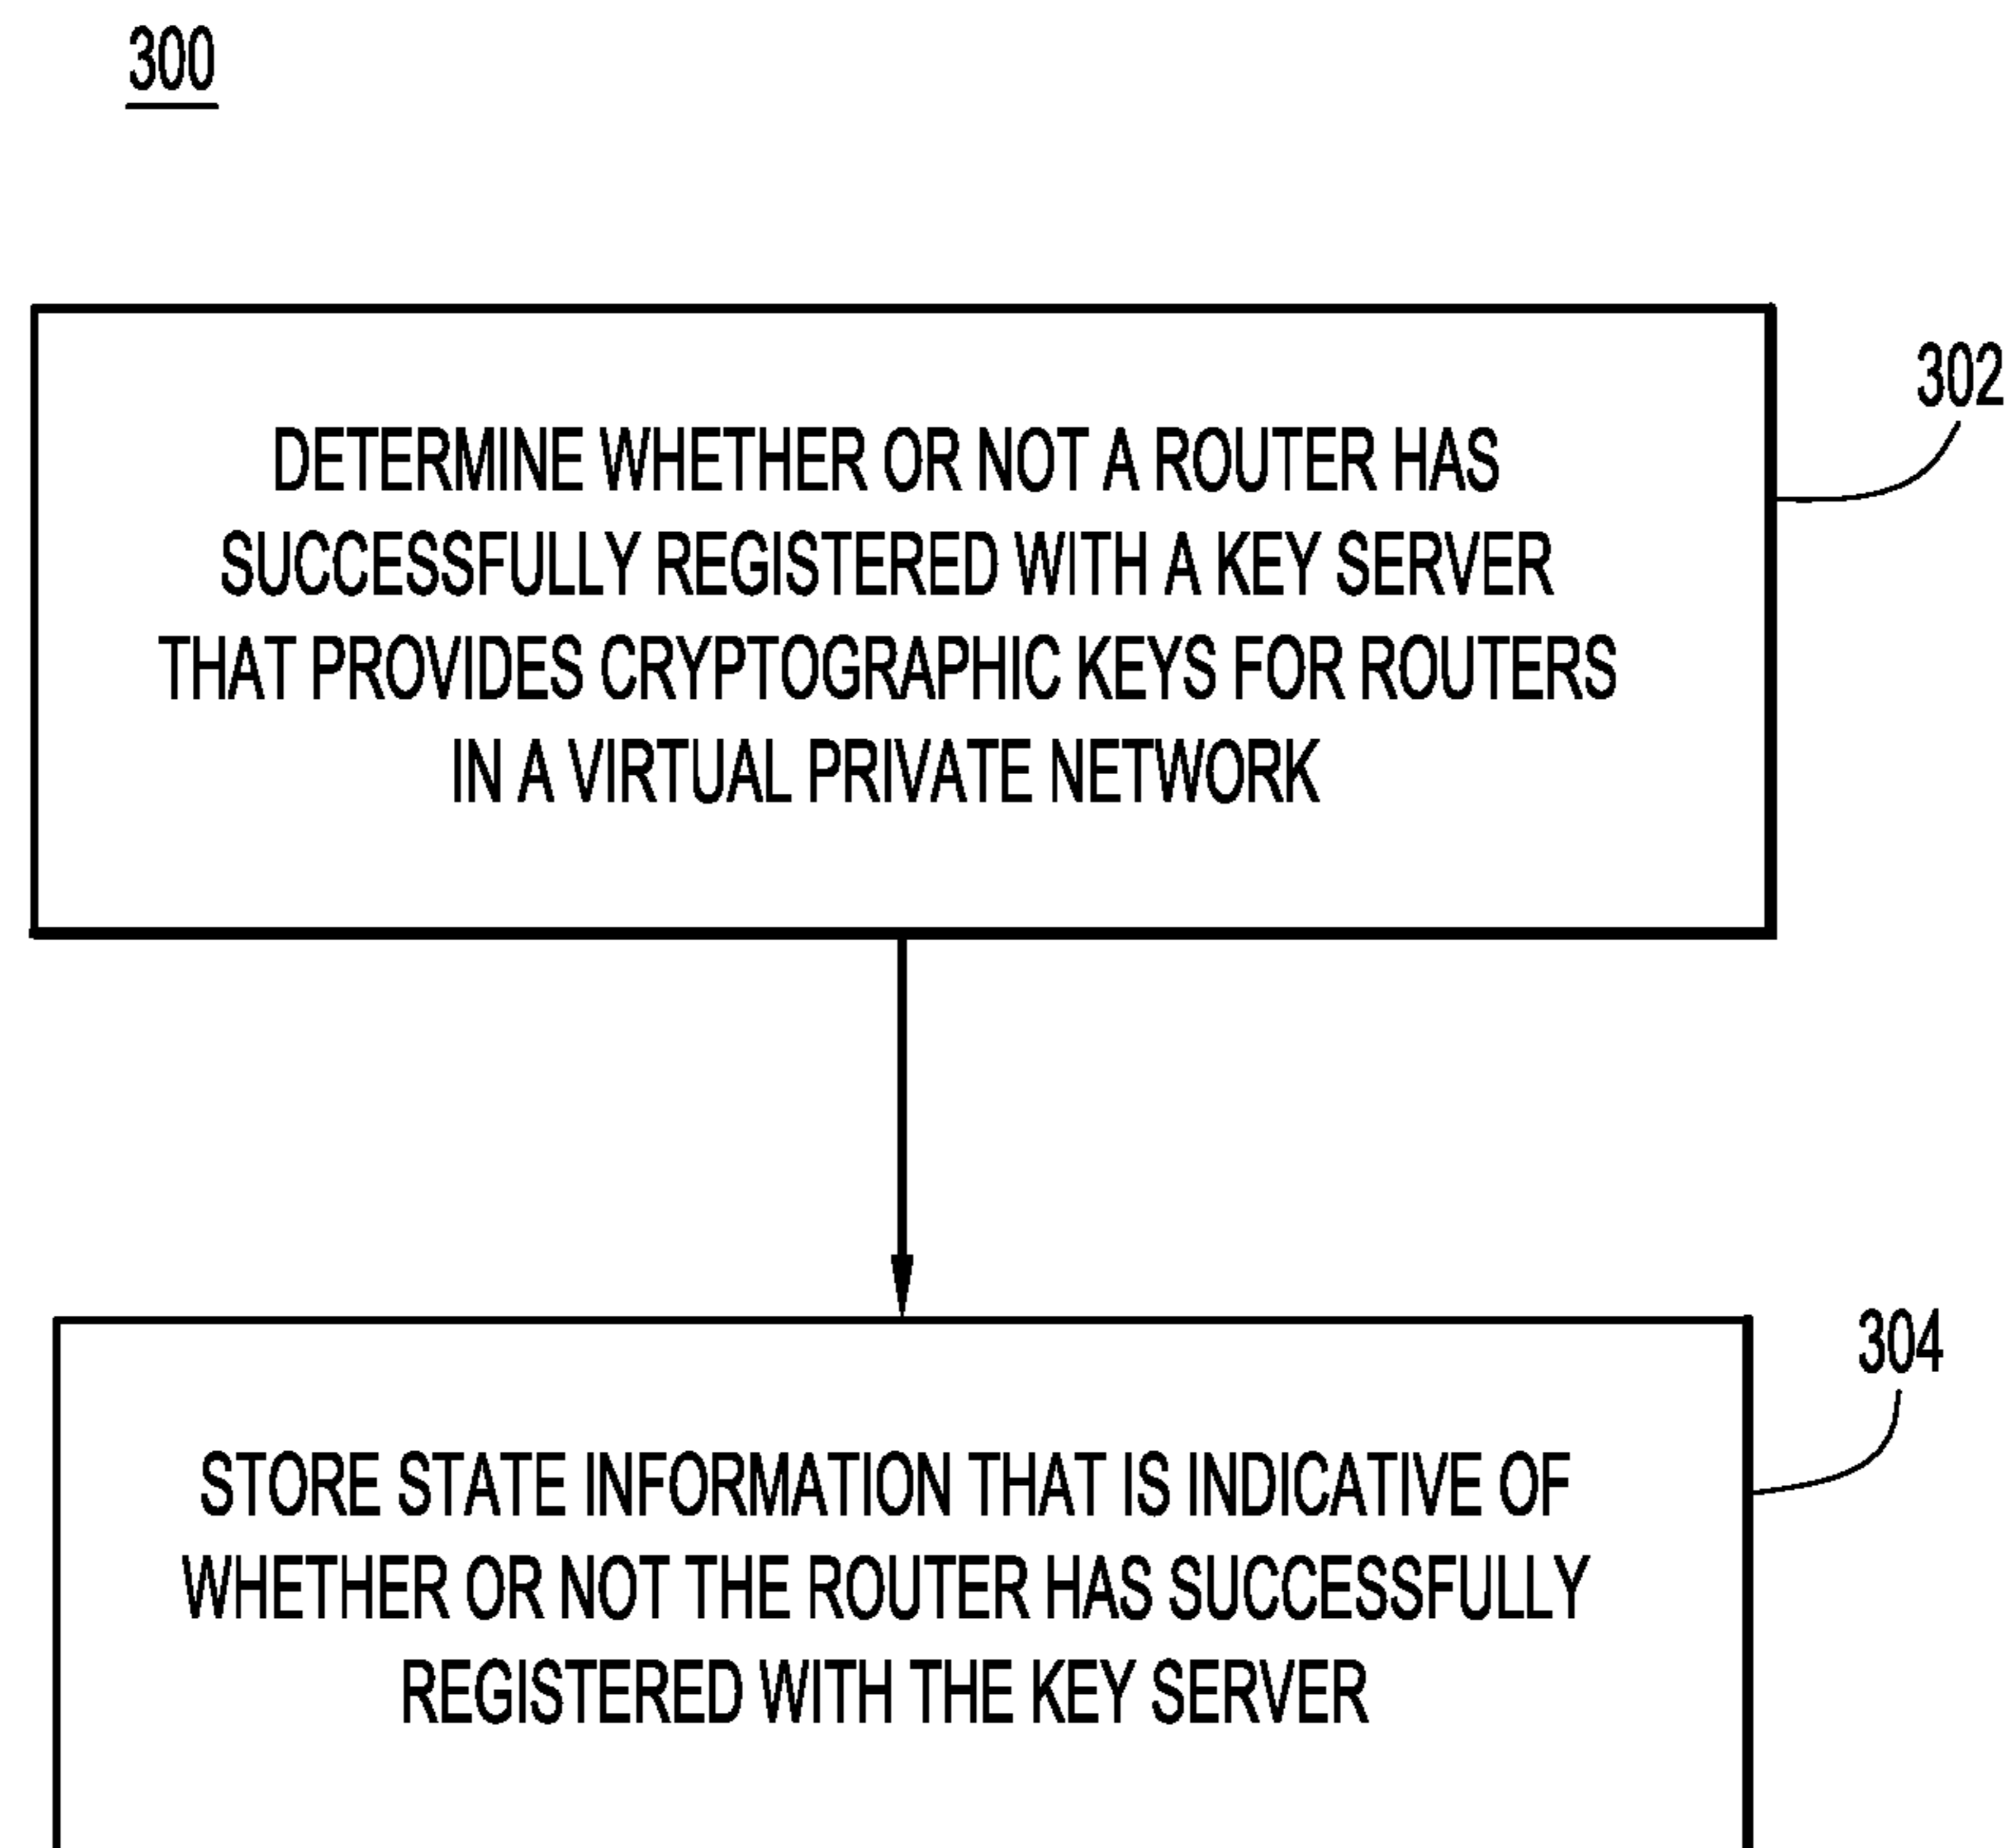 300
302
DETERMINE WHETHER OR NOT A ROUTER HAS
SUCCESSFULLY REGISTERED WITH A KEY SERVER
THAT PROVIDES CRYPTOGRAPHIC KEYS FOR ROUTERS
IN A VIRTUAL PRIVATE NETWORK
304
STORE STATE INFORMATION THAT IS INDICATIVE OF
WHETHER OR NOT THE ROUTER HAS SUCCESSFULLY
REGISTERED WITH THE KEY SERVER